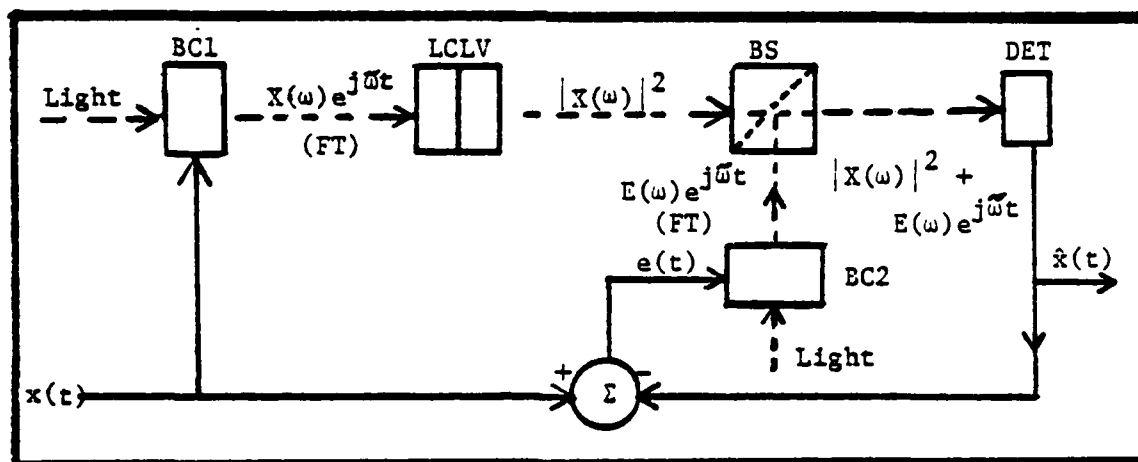 BC1
LCLV
BS
DET
Light
X(ω)e^{jω̃t}
(FT)
|X(ω)|²
E(ω)e^{jω̃t}
(FT)
|X(ω)|² +
E(ω)e^{jω̃t}
e(t)
BC2
x̂(t)
Light
x(t)
+
Σ
−